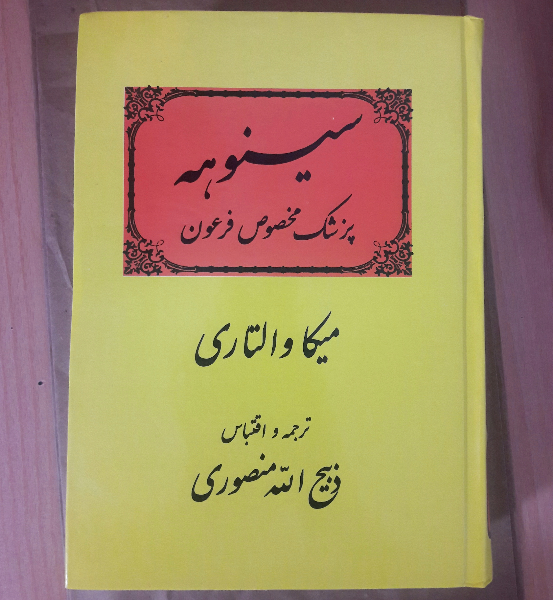 سینوهه
پزشک مخصوص فرعون
میکا والتاری
ترجمه و اقتباس
ذبیح الله منصوری